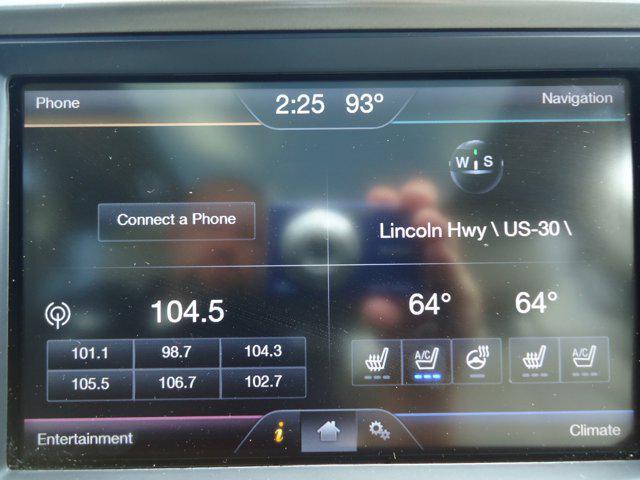 Phone
2:25 93º
Navigation
W S
Connect a Phone
Lincoln Hwy \ US-30 \
104.5
64° 64°
101.1 98.7 104.3
105.5 106.7 102.7
A/C A/C
Entertainment
i
Climate